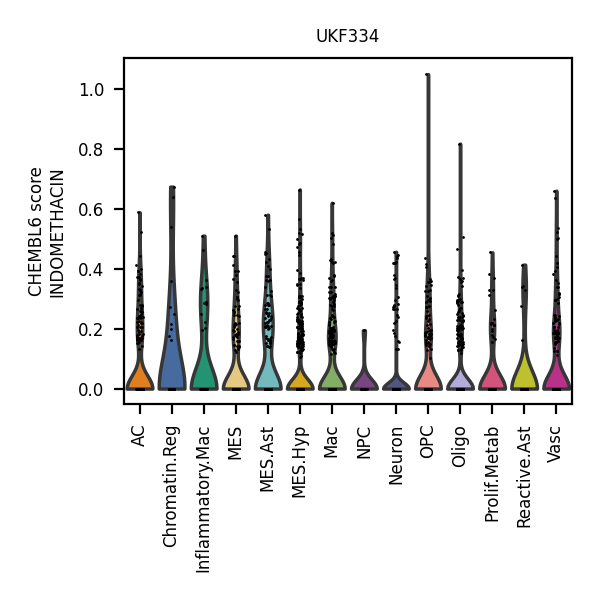 UKF334
CHEMBL6 score
INDOMETHACIN
1.0
0.8
0.6
0.4
0.2
0.0
AC
Chromatin.Reg
Inflammatory.Mac
MES
MES.Ast
MES.Hyp
Mac
NPC
Neuron
OPC
Oligo
Prolif.Metab
Reactive.Ast
Vasc